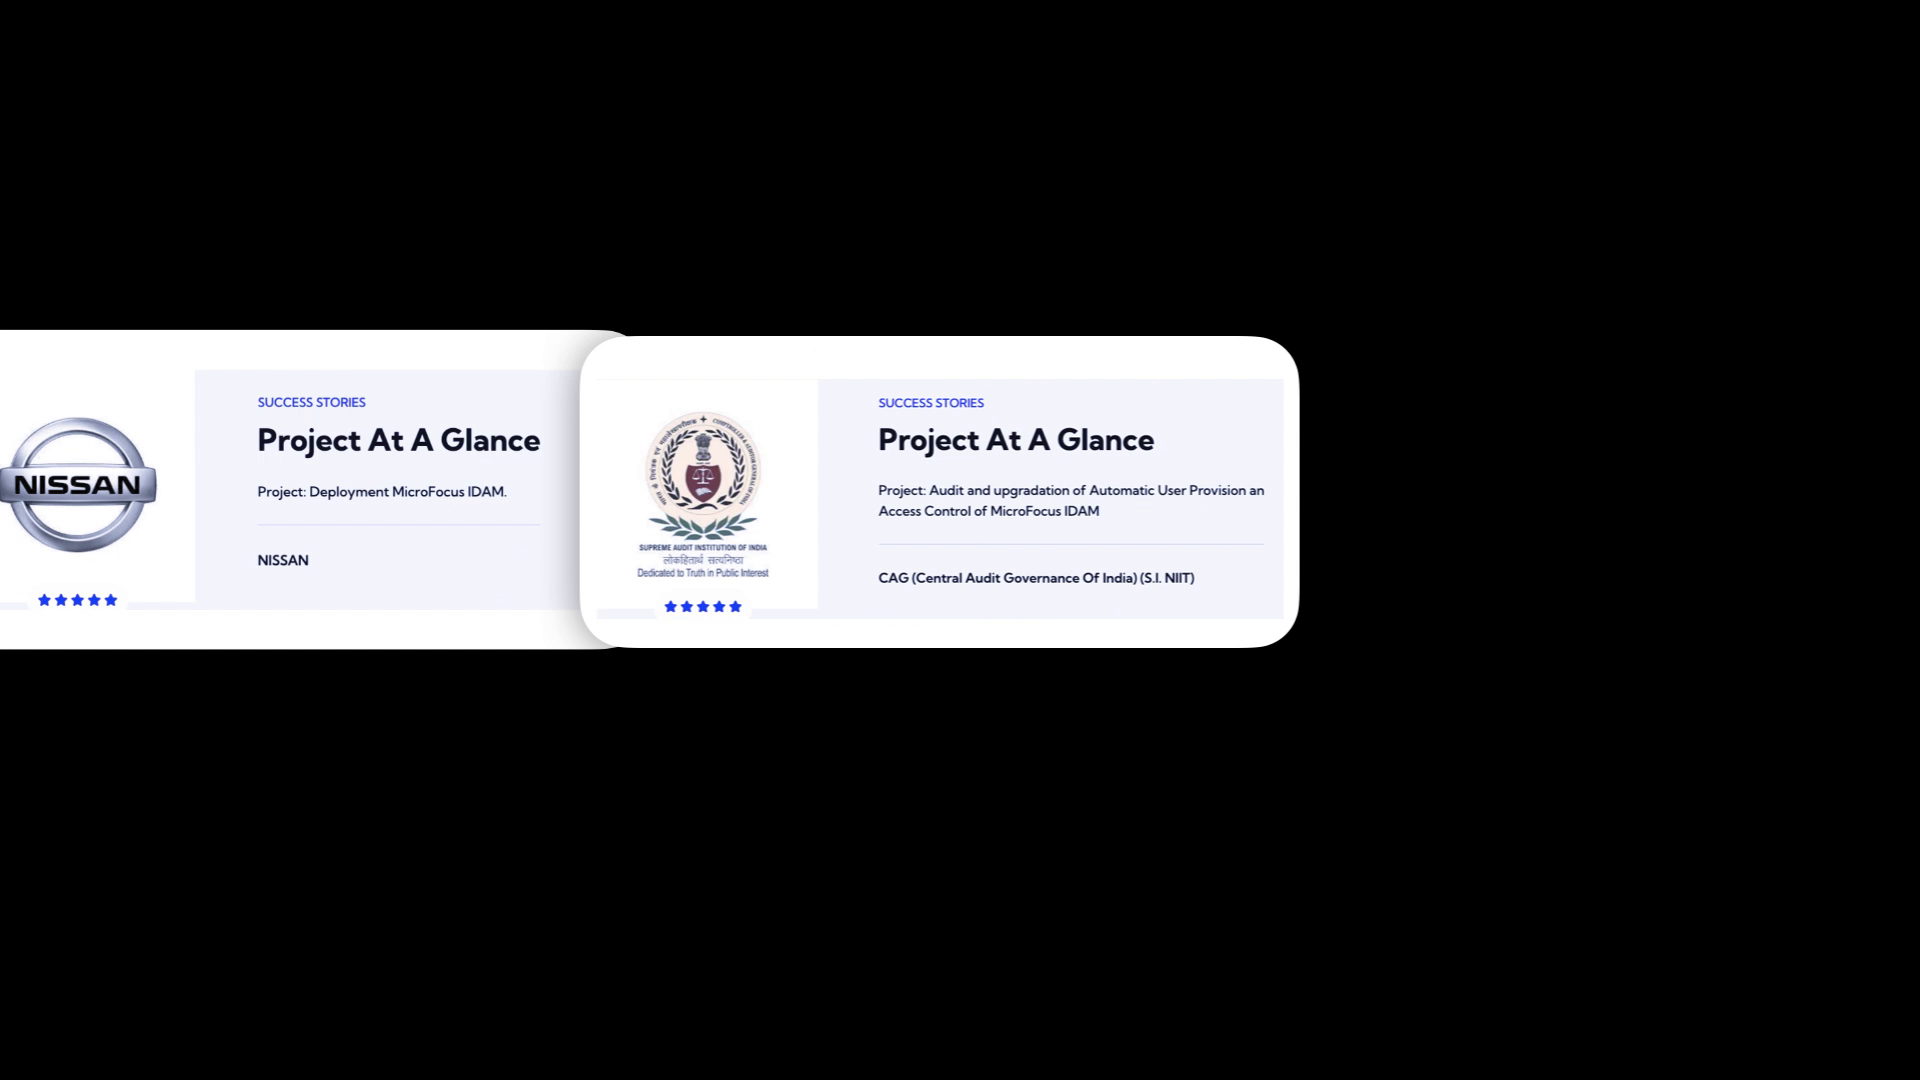 NISSAN
SUCCESS STORIES
Project At A Glance
Project: Deployment MicroFocus IDAM.
NISSAN
SUPREME AUDIT INSTITUTION OF INDIA
लोकहितार्थ सत्यनिष्ठा
Dedicated to Truth in Public Interest
SUCCESS STORIES
Project At A Glance
Project: Audit and upgradation of Automatic User Provision an
Access Control of MicroFocus IDAM
CAG (Central Audit Governance Of India) (S.I. NIIT)